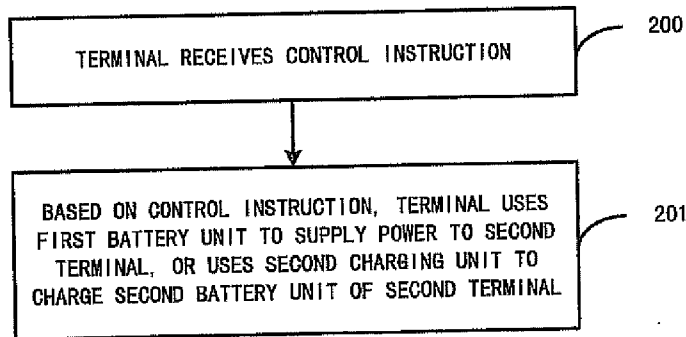 TERMINAL RECEIVES CONTROL INSTRUCTION
200
BASED ON CONTROL INSTRUCTION, TERMINAL USES
FIRST BATTERY UNIT TO SUPPLY POWER TO SECOND
TERMINAL, OR USES SECOND CHARGING UNIT TO
CHARGE SECOND BATTERY UNIT OF SECOND TERMINAL
201